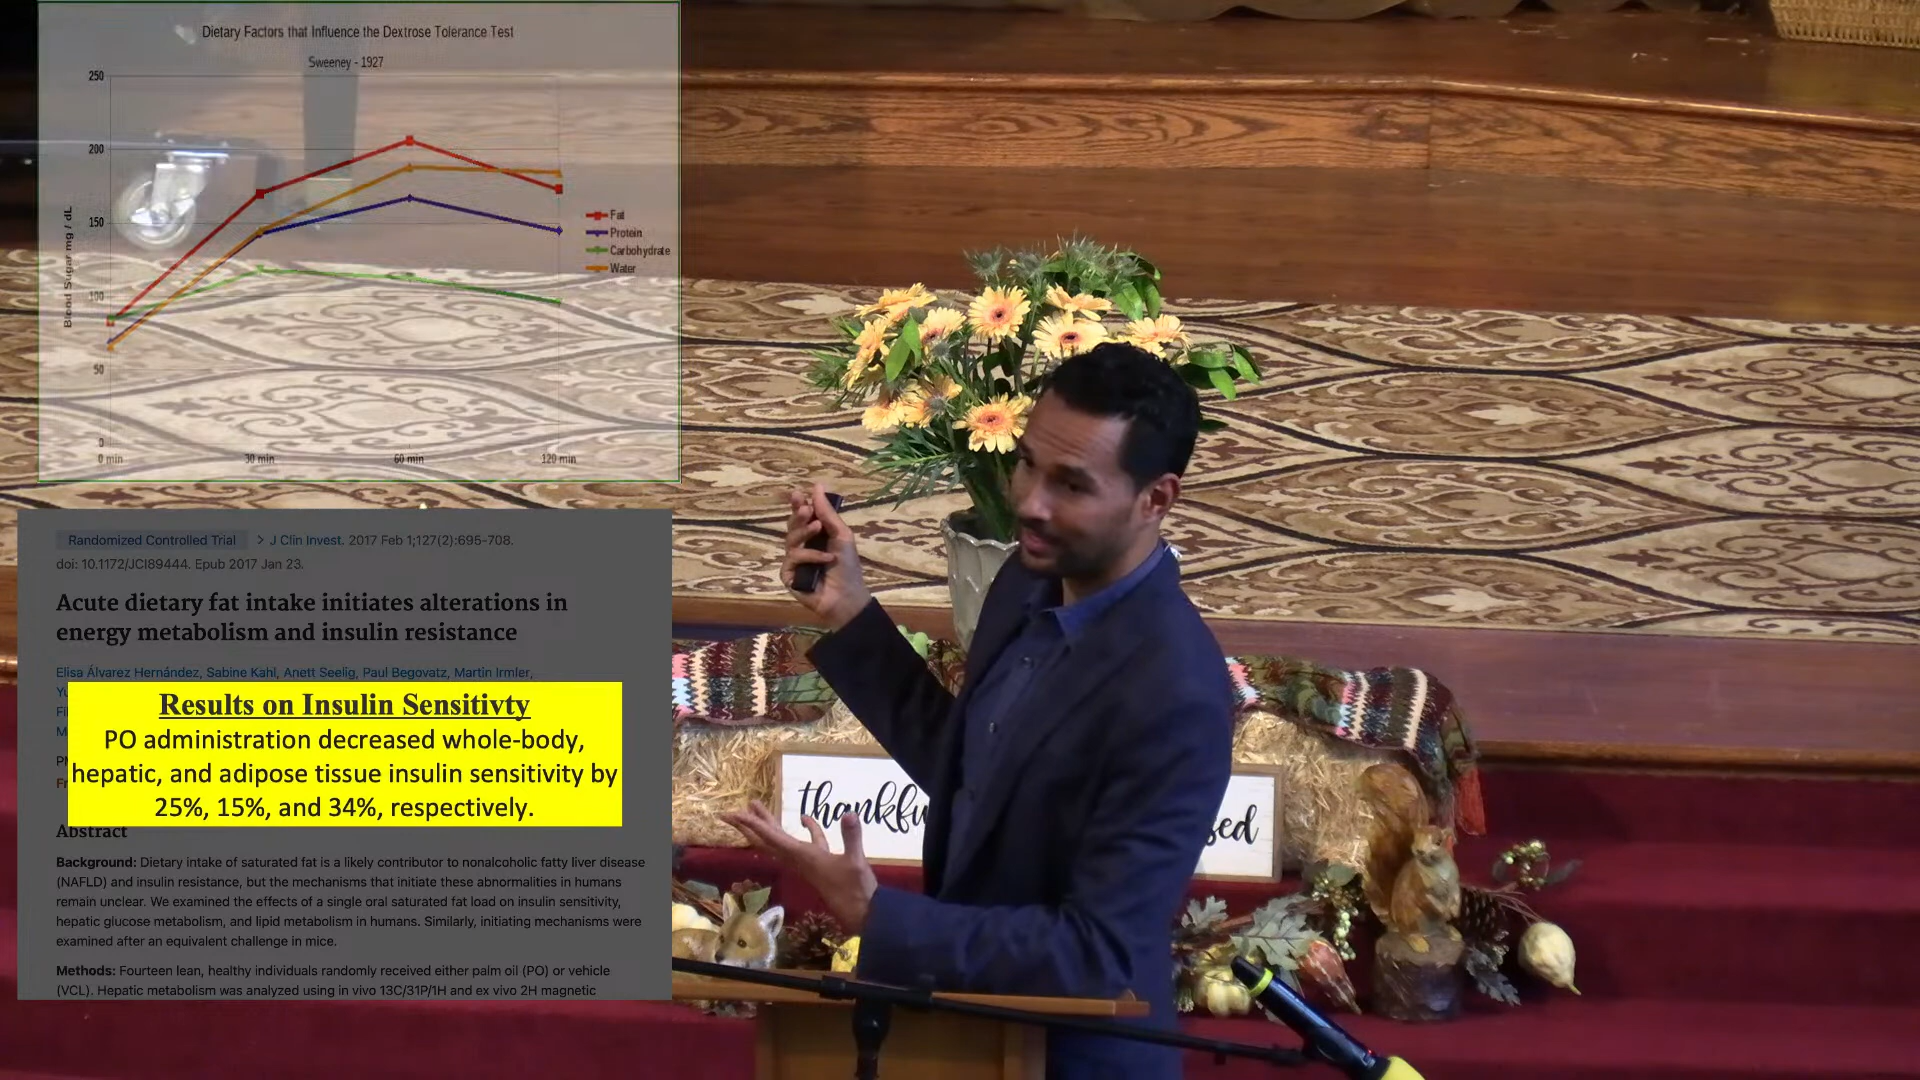 Dietary Factors that Influence the Dextrose Tolerance Test
Sweeney - 1927
250
200
150
100
50
0
Blood Sugar mg / dL
0 min
30 min
60 min
120 min
Fat
Protein
Carbohydrate
Water
Randomized Controlled Trial > J Clin Invest. 2017 Feb 1;127(2):695-708.
doi: 10.1172/JCI89444. Epub 2017 Jan 23.
Acute dietary fat intake initiates alterations in
energy metabolism and insulin resistance
Elisa Álvarez Hernández, Sabine Kahl, Anett Seelig, Paul Begovatz, Martin Irmler,
Results on Insulin Sensitivty
PO administration decreased whole-body,
hepatic, and adipose tissue insulin sensitivity by
25%, 15%, and 34%, respectively.
Abstract
Background: Dietary intake of saturated fat is a likely contributor to nonalcoholic fatty liver disease
(NAFLD) and insulin resistance, but the mechanisms that initiate these abnormalities in humans
remain unclear. We examined the effects of a single oral saturated fat load on insulin sensitivity,
hepatic glucose metabolism, and lipid metabolism in humans. Similarly, initiating mechanisms were
examined after an equivalent challenge in mice.
Methods: Fourteen lean, healthy individuals randomly received either palm oil (PO) or vehicle
(VCL). Hepatic metabolism was analyzed using in vivo 13C/31P/1H and ex vivo 2H magnetic
thankfu
sed